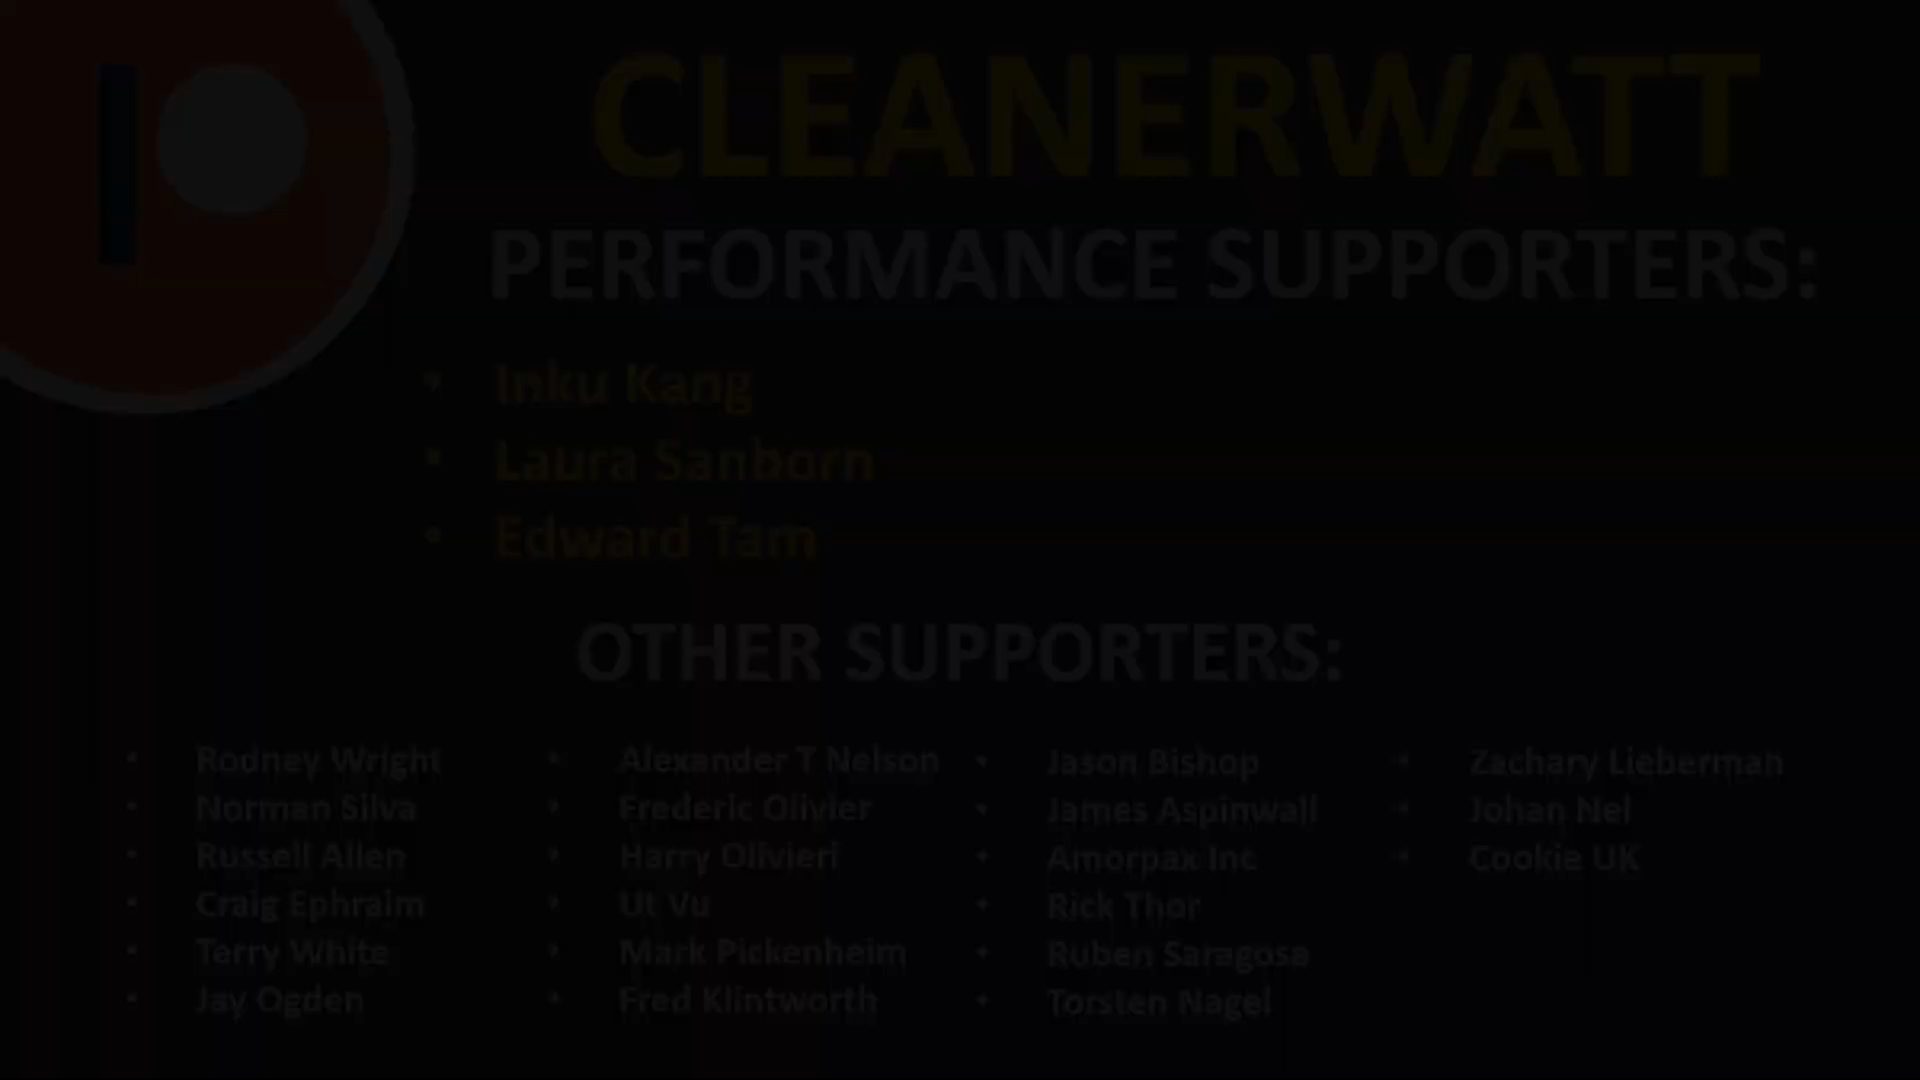 CLEANERWATT
PERFORMANCE SUPPORTERS:
• Inku Kang
• Laura Sanborn
• Edward Tam
OTHER SUPPORTERS:
• Rodney Wright
• Norman Silva
• Russell Allen
• Craig Ephraim
• Terry White
• Jay Ogden
• Alexander T Nelson
• Frederic Olivier
• Harry Olivieri
• Ut Vu
• Mark Pickenheim
• Fred Klintworth
• Jason Bishop
• James Aspinwall
• Amorpax Inc
• Rick Thor
• Ruben Saragosa
• Torsten Nagel
• Zachary Lieberman
• Johan Nel
• Cookie UK